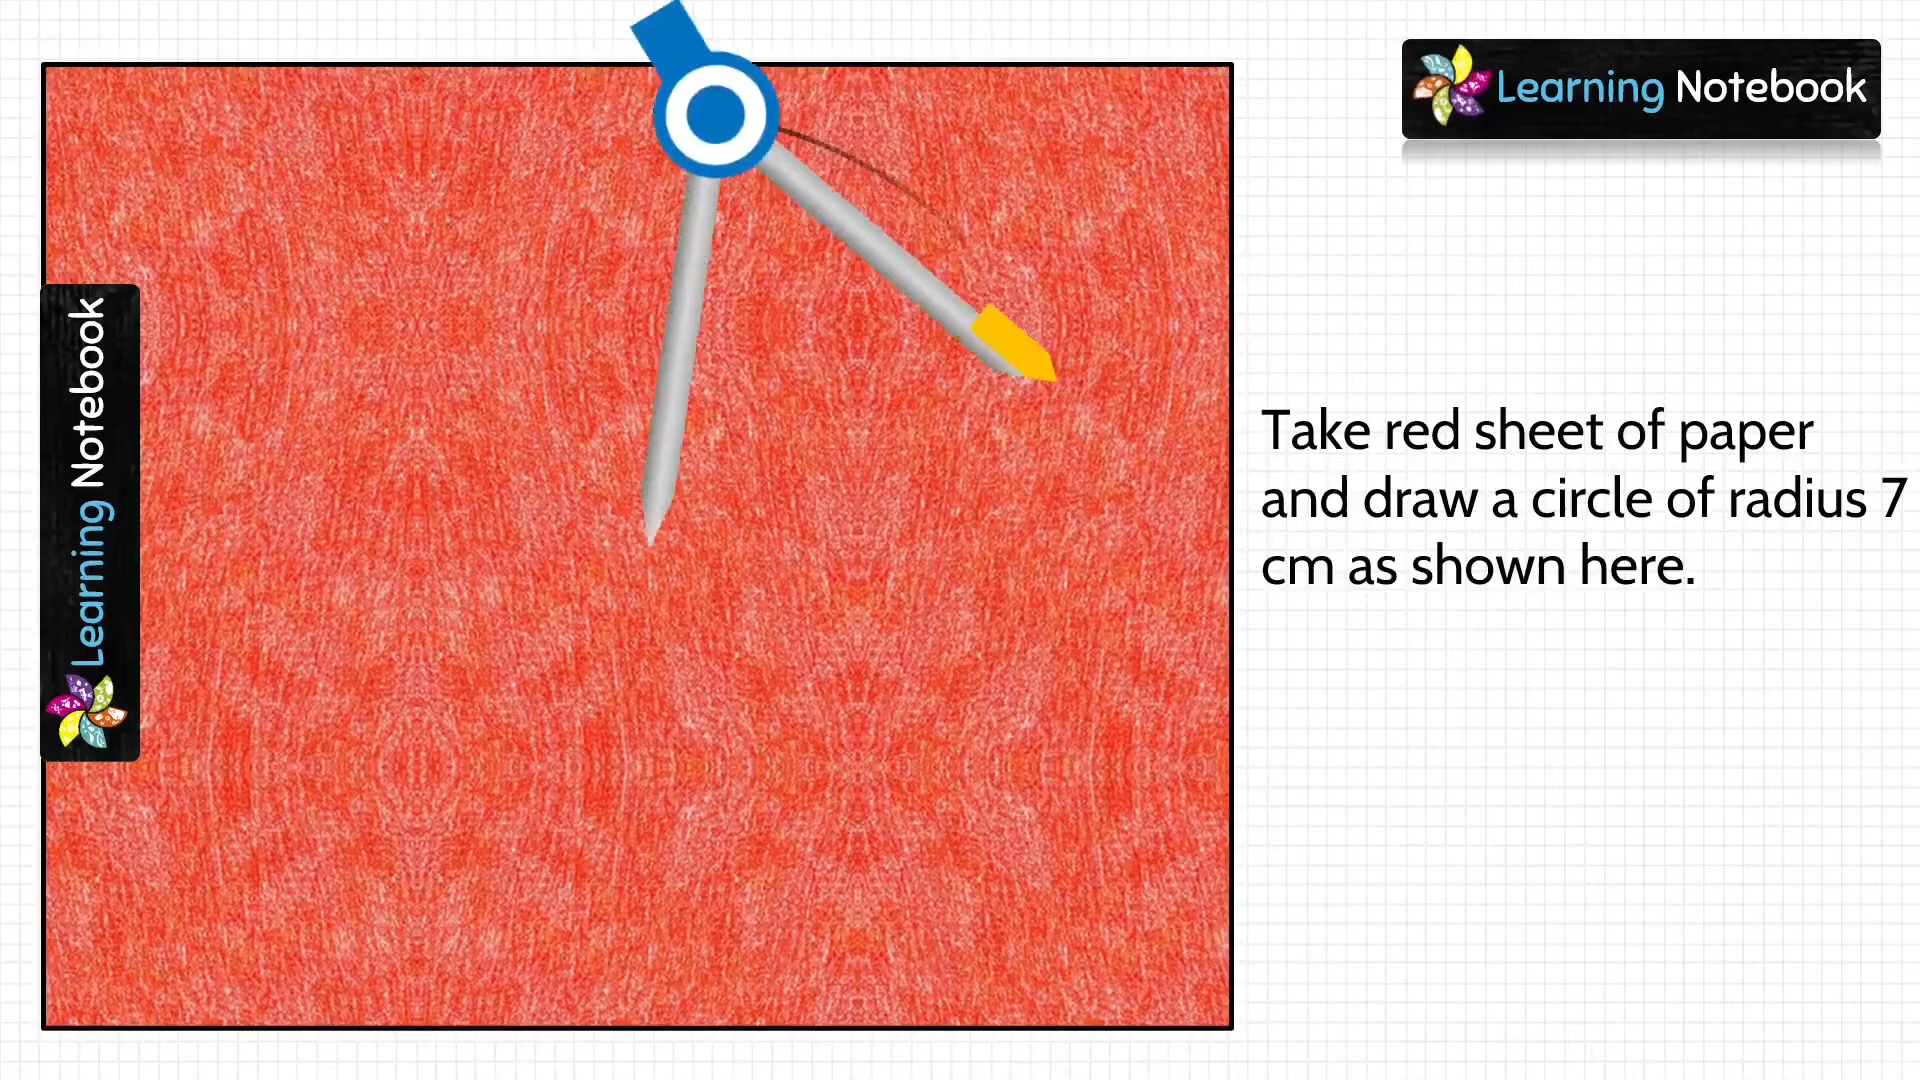 Learning Notebook
Learning Notebook
Take red sheet of paper
and draw a circle of radius 7
cm as shown here.